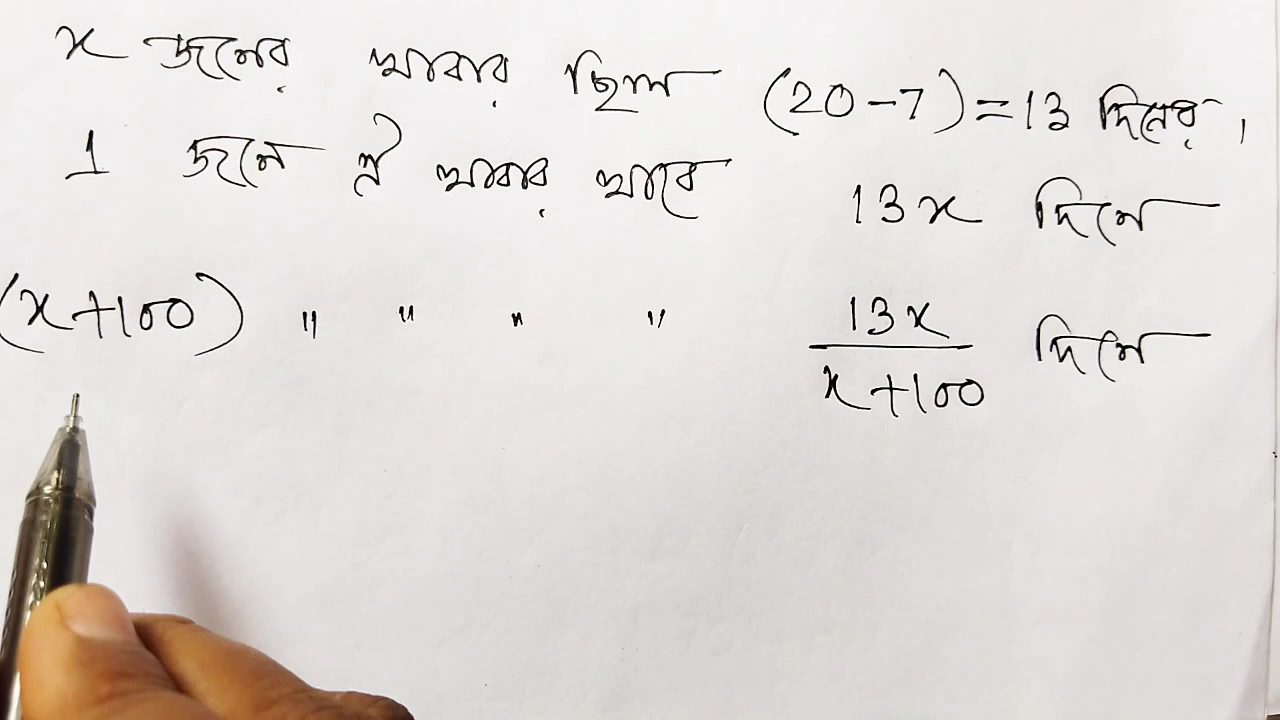 x জনের খাবার ছিল (20-7)=13 দিনের।
1 জনে ঐ খাবার খাবে 13x দিনে
(x+100) " " " " 13x/x+100 দিনে